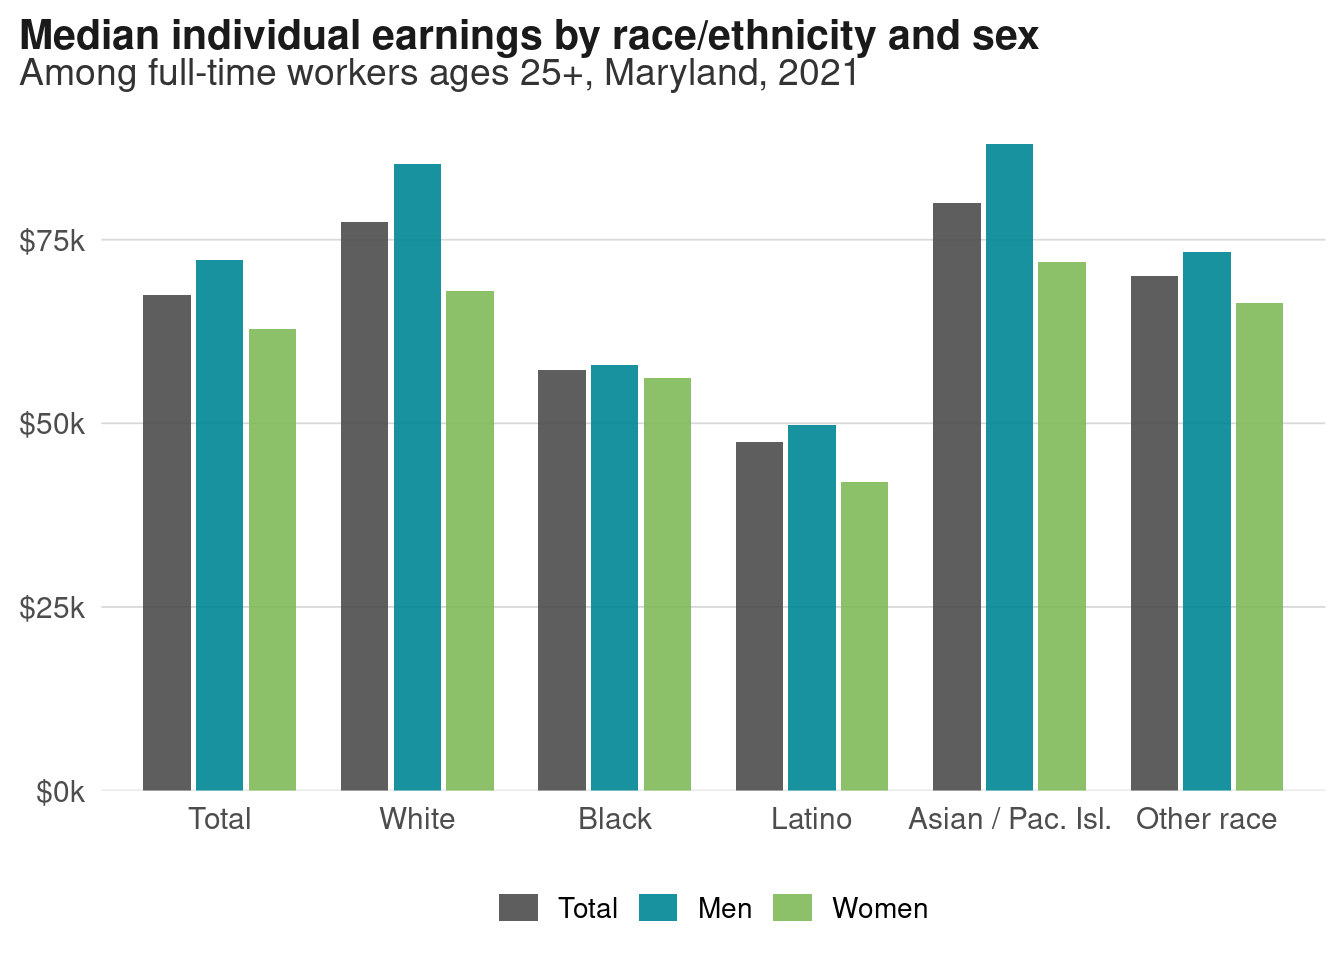 Median individual earnings by race/ethnicity and sex
Among full-time workers ages 25+, Maryland, 2021
$75k
$50k
$25k
$0k
Total White Black Latino Asian / Pac. Isl. Other race
Total Men Women